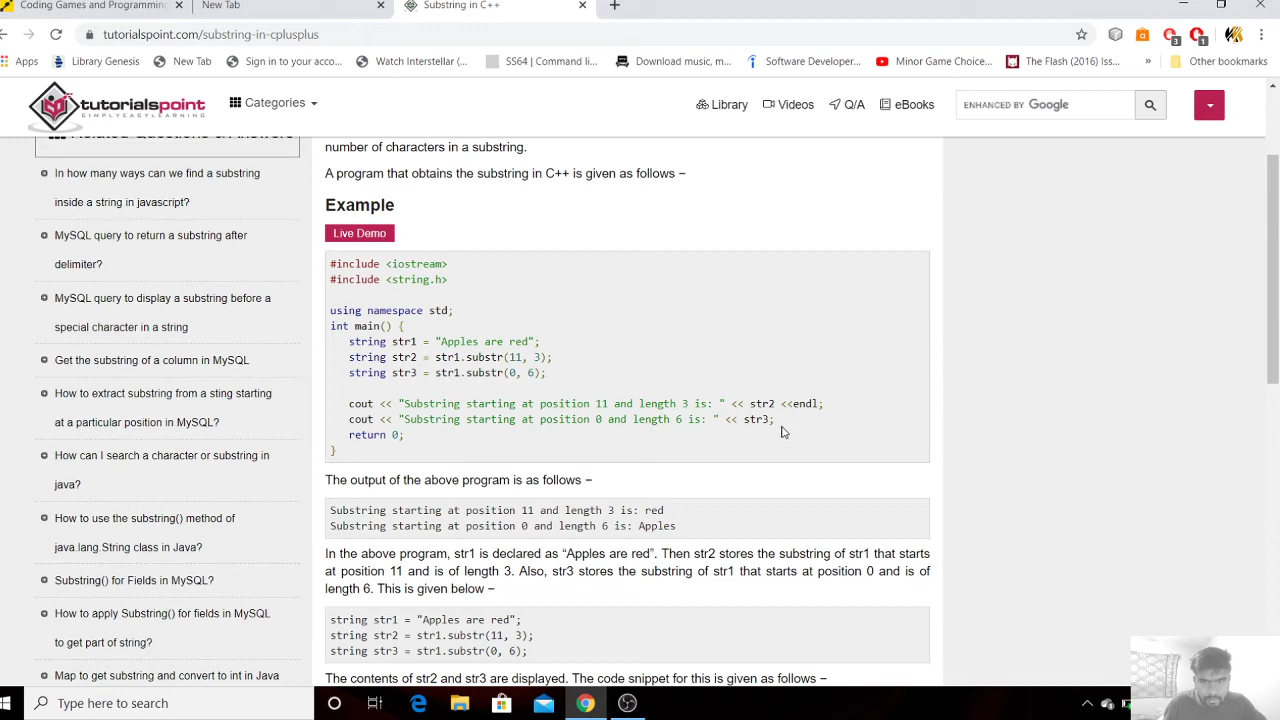 Coding Games and Programming
New Tab
Substring in C++
tutorialspoint.com/substring-in-cplusplus
3
1
Apps
Library Genesis
New Tab
Sign in to your acco...
Watch Interstellar (...
SS64 | Command li...
Download music, m...
Software Developer...
Minor Game Choice...
The Flash (2016) Iss...
»
Other bookmarks
tutorialspoint
SIMPLYEASYLEARNING
Categories
Library
Videos
Q/A
eBooks
ENHANCED BY Google
Related Questions & Answers
In how many ways can we find a substring
inside a string in javascript?
MySQL query to return a substring after
delimiter?
MySQL query to display a substring before a
special character in a string
Get the substring of a column in MySQL
How to extract substring from a sting starting
at a particular position in MySQL?
How can I search a character or substring in
java?
How to use the substring() method of
java.lang.String class in Java?
Substring() for Fields in MySQL?
How to apply Substring() for fields in MySQL
to get part of string?
Map to get substring and convert to int in Java
number of characters in a substring.
A program that obtains the substring in C++ is given as follows −
Example
Live Demo
#include <iostream>
#include <string.h>
using namespace std;
int main() {
string str1 = "Apples are red";
string str2 = str1.substr(11, 3);
string str3 = str1.substr(0, 6);
cout << "Substring starting at position 11 and length 3 is: " << str2 <<endl;
cout << "Substring starting at position 0 and length 6 is: " << str3;
return 0;
}
The output of the above program is as follows −
Substring starting at position 11 and length 3 is: red
Substring starting at position 0 and length 6 is: Apples
In the above program, str1 is declared as “Apples are red”. Then str2 stores the substring of str1 that starts
at position 11 and is of length 3. Also, str3 stores the substring of str1 that starts at position 0 and is of
length 6. This is given below −
string str1 = "Apples are red";
string str2 = str1.substr(11, 3);
string str3 = str1.substr(0, 6);
The contents of str2 and str3 are displayed. The code snippet for this is given as follows −
Type here to search